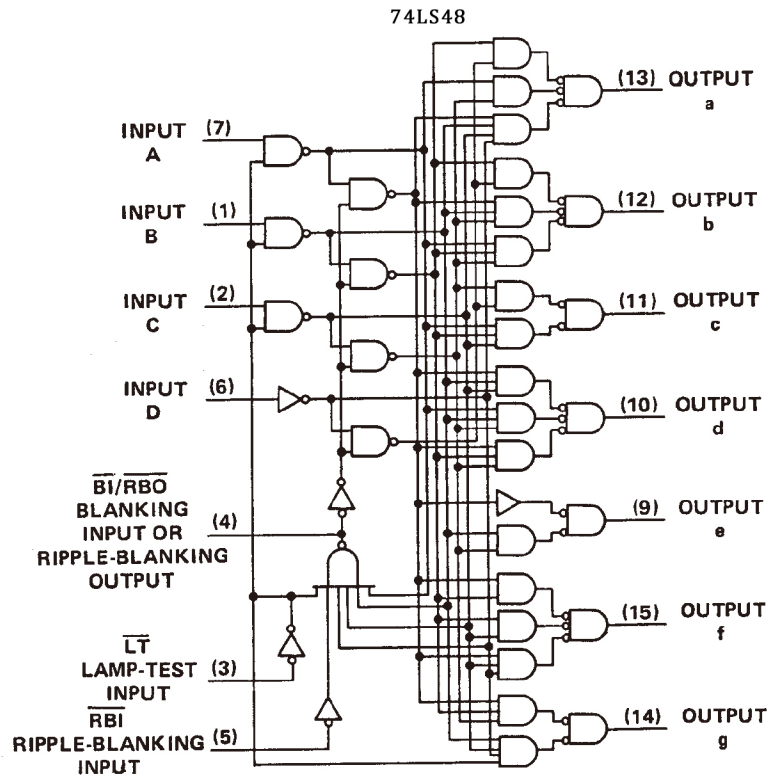 74LS48
(13) OUTPUT
a
INPUT (7)
A
(12) OUTPUT
b
INPUT (1)
B
INPUT (2)
C
(11) OUTPUT
c
INPUT (6)
D
(10) OUTPUT
d
BI/RBO
BLANKING
INPUT OR (4)
RIPPLE-BLANKING
OUTPUT
(9) OUTPUT
e
(15) OUTPUT
f
LT
LAMP-TEST (3)
INPUT
RBI
RIPPLE-BLANKING (5)
INPUT
(14) OUTPUT
g